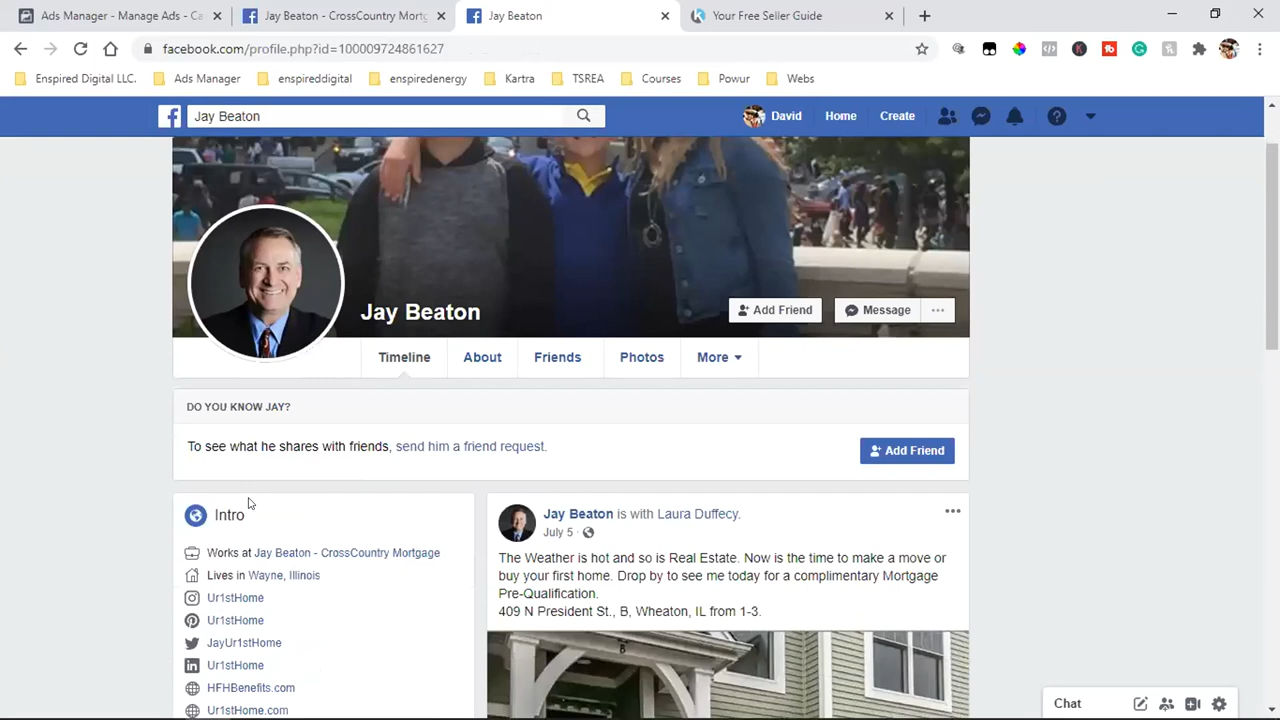 Ads Manager - Manage Ads - Ca
Jay Beaton - CrossCountry Mortg
Jay Beaton
Your Free Seller Guide
facebook.com/profile.php?id=100009724861627
Enspired Digital LLC.
Ads Manager
enspireddigital
enspiredenergy
Kartra
TSREA
Courses
Powur
Webs
Jay Beaton
David
Home
Create
Jay Beaton
Add Friend
Message
Timeline
About
Friends
Photos
More
DO YOU KNOW JAY?
To see what he shares with friends, send him a friend request.
Add Friend
Intro
Works at Jay Beaton - CrossCountry Mortgage
Lives in Wayne, Illinois
Ur1stHome
Ur1stHome
JayUr1stHome
Ur1stHome
HFHBenefits.com
Ur1stHome.com
Jay Beaton is with Laura Duffecy.
July 5
The Weather is hot and so is Real Estate. Now is the time to make a move or
buy your first home. Drop by to see me today for a complimentary Mortgage
Pre-Qualification.
409 N President St., B, Wheaton, IL from 1-3.
B
Chat